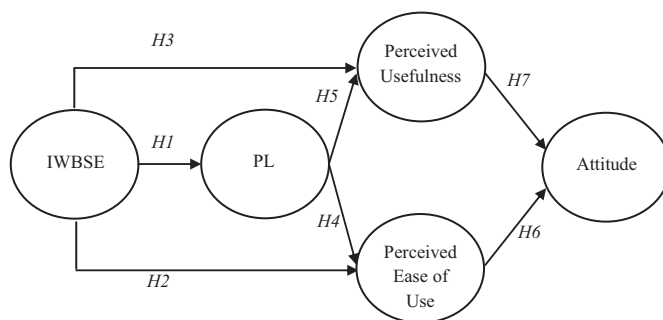 H3
Perceived
Usefulness
H7
H5
IWBSE
H1
PL
Attitude
H4
H6
Perceived
Ease of
Use
H2